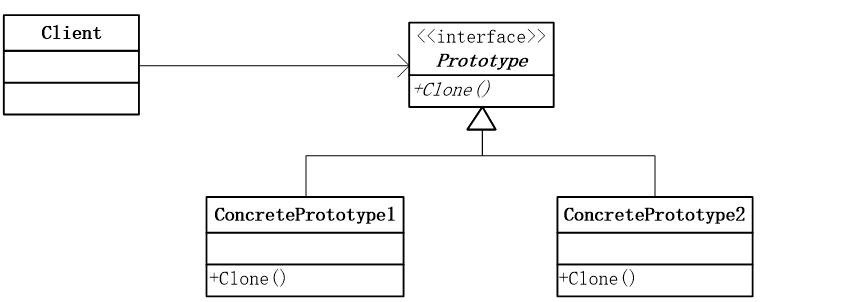 Client
<<interface>>
Prototype
+Clone()
ConcretePrototype1
+Clone()
ConcretePrototype2
+Clone()